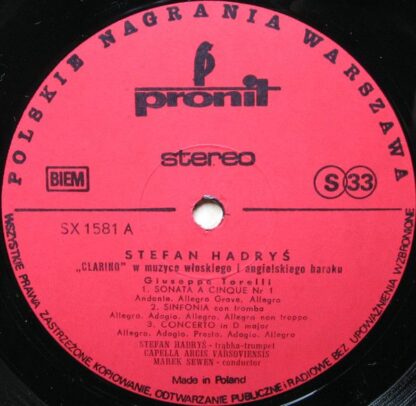 POLSKIE NAGRANIA WARSZAWA
pronit
stereo
BIEM
S 33
SX 1581 A
STEFAN HADRYŚ
„CLARINO" w muzyce włoskiego i angielskiego baroku
Giuseppe Torelli
1. SONATA A CINQUE Nr 1
Andante, Allegro Grave, Allegro
2. SINFONIA con tromba
Allegro, Adagio, Allegro, Allegro non troppo
3. CONCERTO in D major
Allegro, Adagio, Presto, Adagio, Allegro
STEFAN HADRYŚ - trąbka-trumpet
CAPELLA ARCIS VARSOVIENSIS
MAREK SEWEN - conductor
Made in Poland
WSZYSTKIE PRAWA ZASTRZEŻONE. KOPIOWANIE, ODTWARZANIE PUBLICZNE i RADIOWE BEZ UPOWAŻNIENIA WZBRONIONE